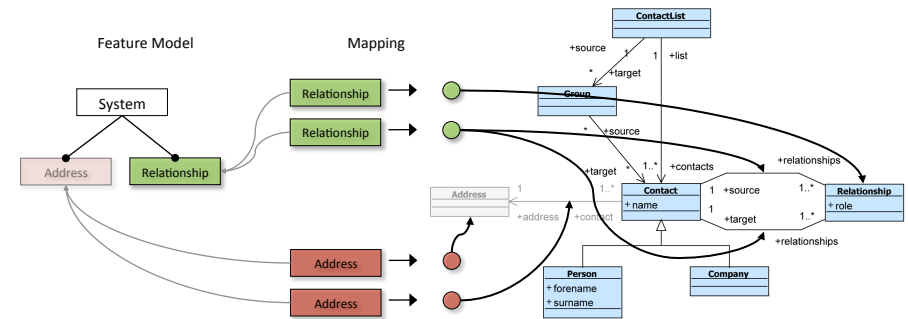 Feature Model
Mapping
System
Address
Relationship
Relationship
Relationship
Address
Address
ContactList
+source
1
1
+list
*
+target
Group
*
+source
+target
*
1..*
+contacts
+relationships
Address
1
1..*
+address
+contact
Contact
+ name
1
+source
1..*
1
+target
1..*
+relationships
Relationship
+ role
Person
+ forename
+ surname
Company